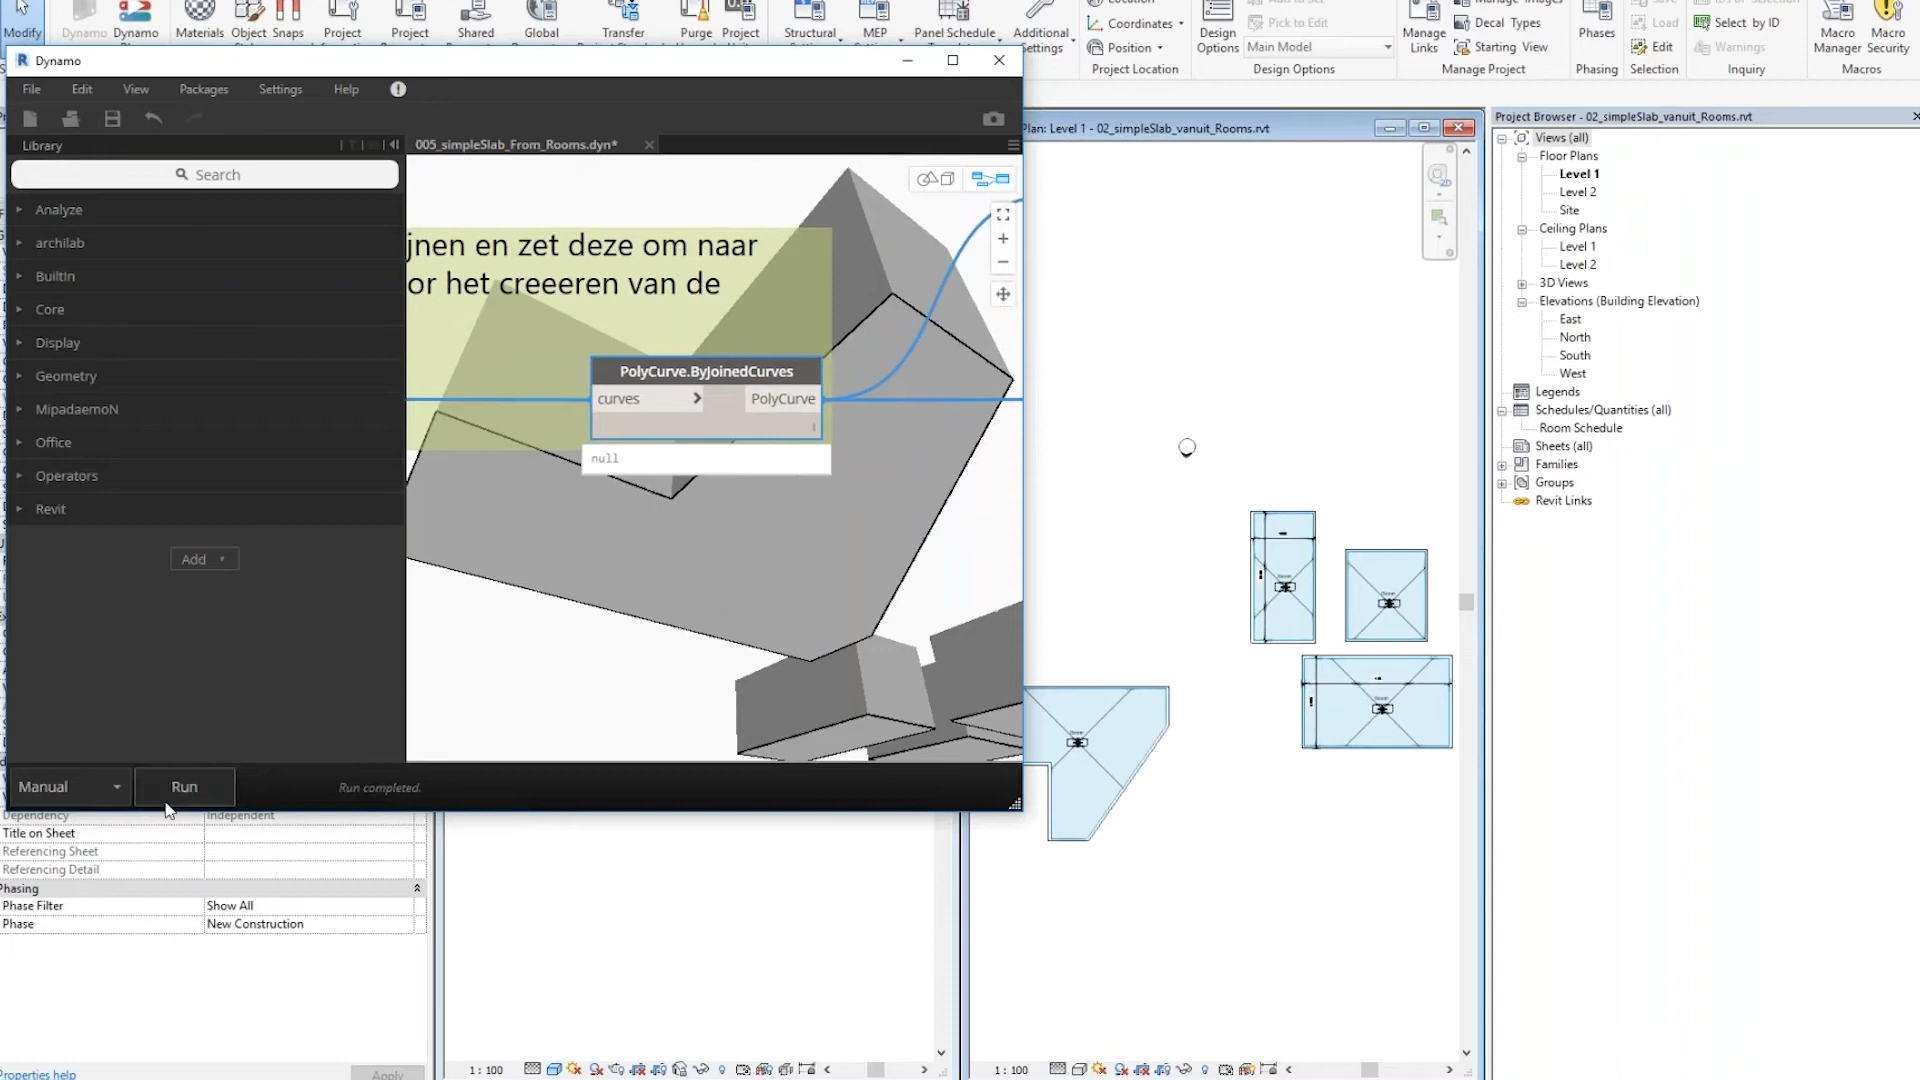 Modify
Dynamo
Dynamo
Materials
Object
Snaps
Project
Project
Shared
Global
Transfer
Purge
Project
Structural
MEP
Panel Schedule
Additional
Settings
Coordinates
Position
Project Location
Design
Options
Pick to Edit
Main Model
Design Options
Manage
Links
Decal Types
Starting View
Manage Project
Phases
Phasing
Load
Edit
Selection
Select by ID
Warnings
Inquiry
Macro
Manager
Macro
Security
Macros
Dynamo
File Edit View Packages Settings Help
Library
005_simpleSlab_From_Rooms.dyn*
Search
Analyze
archilab
BuiltIn
Core
Display
Geometry
MipadaemoN
Office
Operators
Revit
Add
jnen en zet deze om naar
or het creeeren van de
PolyCurve.ByJoinedCurves
curves > PolyCurve
null
Manual
Run
Run completed.
Plan: Level 1 - 02_simpleSlab_vanuit_Rooms.rvt
Project Browser - 02_simpleSlab_vanuit_Rooms.rvt
Views (all)
Floor Plans
Level 1
Level 2
Site
Ceiling Plans
Level 1
Level 2
3D Views
Elevations (Building Elevation)
East
North
South
West
Legends
Schedules/Quantities (all)
Room Schedule
Sheets (all)
Families
Groups
Revit Links
Dependency Independent
Title on Sheet
Referencing Sheet
Referencing Detail
Phasing
Phase Filter Show All
Phase New Construction
Properties help
Apply
1 : 100
1 : 100